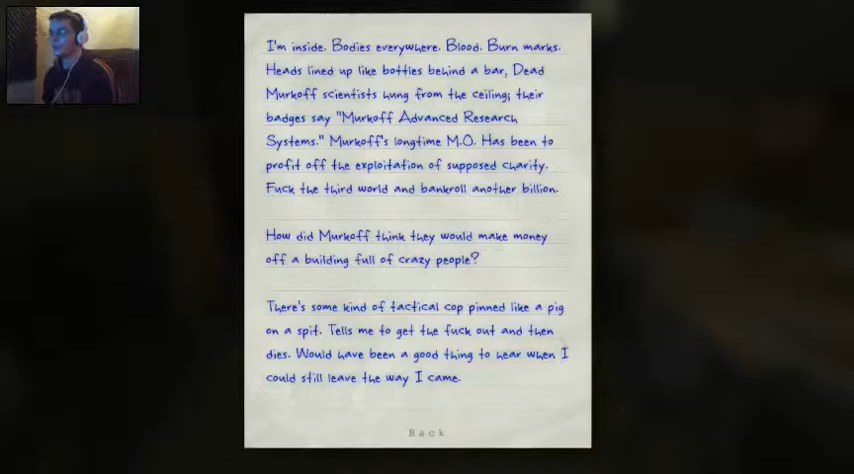 I'm inside. Bodies everywhere. Blood. Burn marks.
Heads lined up like bottles behind a bar, Dead
Murkoff scientists hung from the ceiling; their
badges say "Murkoff Advanced Research
Systems." Murkoff's longtime M.O. Has been to
profit off the exploitation of supposed charity.
Fuck the third world and bankroll another billion.
How did Murkoff think they would make money
off a building full of crazy people?
There's some kind of tactical cop pinned like a pig
on a spit. Tells me to get the fuck out and then
dies. Would have been a good thing to hear when I
could still leave the way I came.
Back